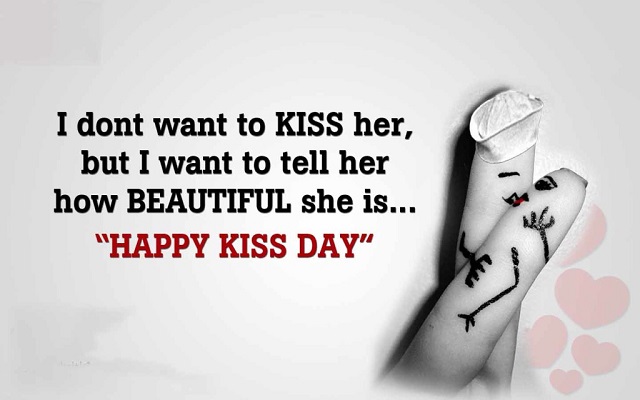 I dont want to KISS her,
but I want to tell her
how BEAUTIFUL she is...
“HAPPY KISS DAY”